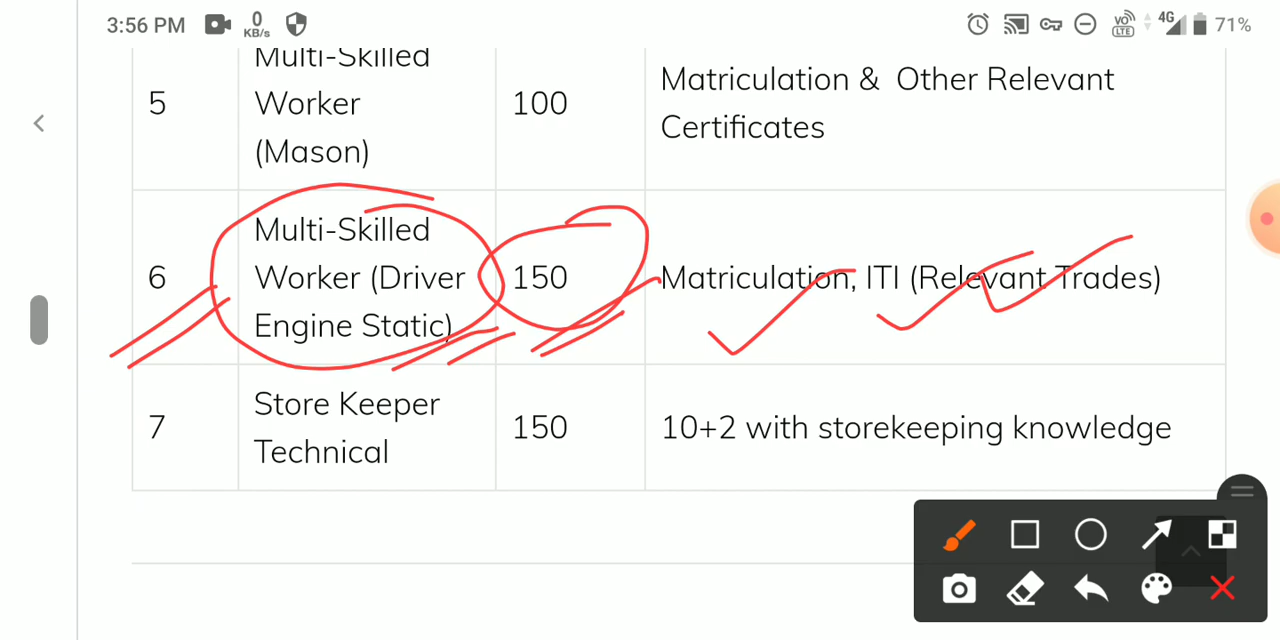 3:56 PM 0 KB/s VO) LTE 4G 71%
Multi-Skilled
Worker
(Mason)
5
100
Matriculation & Other Relevant
Certificates
6
Multi-Skilled
Worker (Driver
Engine Static)
150
Matriculation, ITI (Relevant Trades)
7
Store Keeper
Technical
150
10+2 with storekeeping knowledge